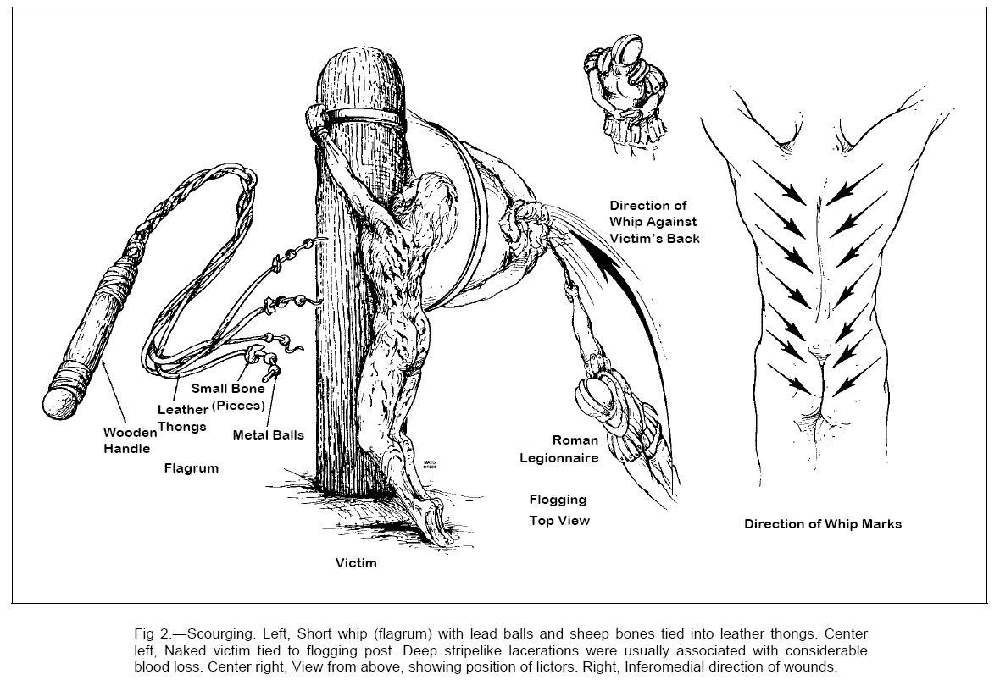 Direction of
Whip Against
Victim's Back
Small Bone
(Pieces)
Leather
Thongs
Wooden
Handle
Metal Balls
Flagrum
MAYO
©1985
Roman
Legionnaire
Flogging
Top View
Direction of Whip Marks
Victim
Fig 2.—Scourging. Left, Short whip (flagrum) with lead balls and sheep bones tied into leather thongs. Center
left, Naked victim tied to flogging post. Deep stripelike lacerations were usually associated with considerable
blood loss. Center right, View from above, showing position of lictors. Right, Inferomedial direction of wounds.